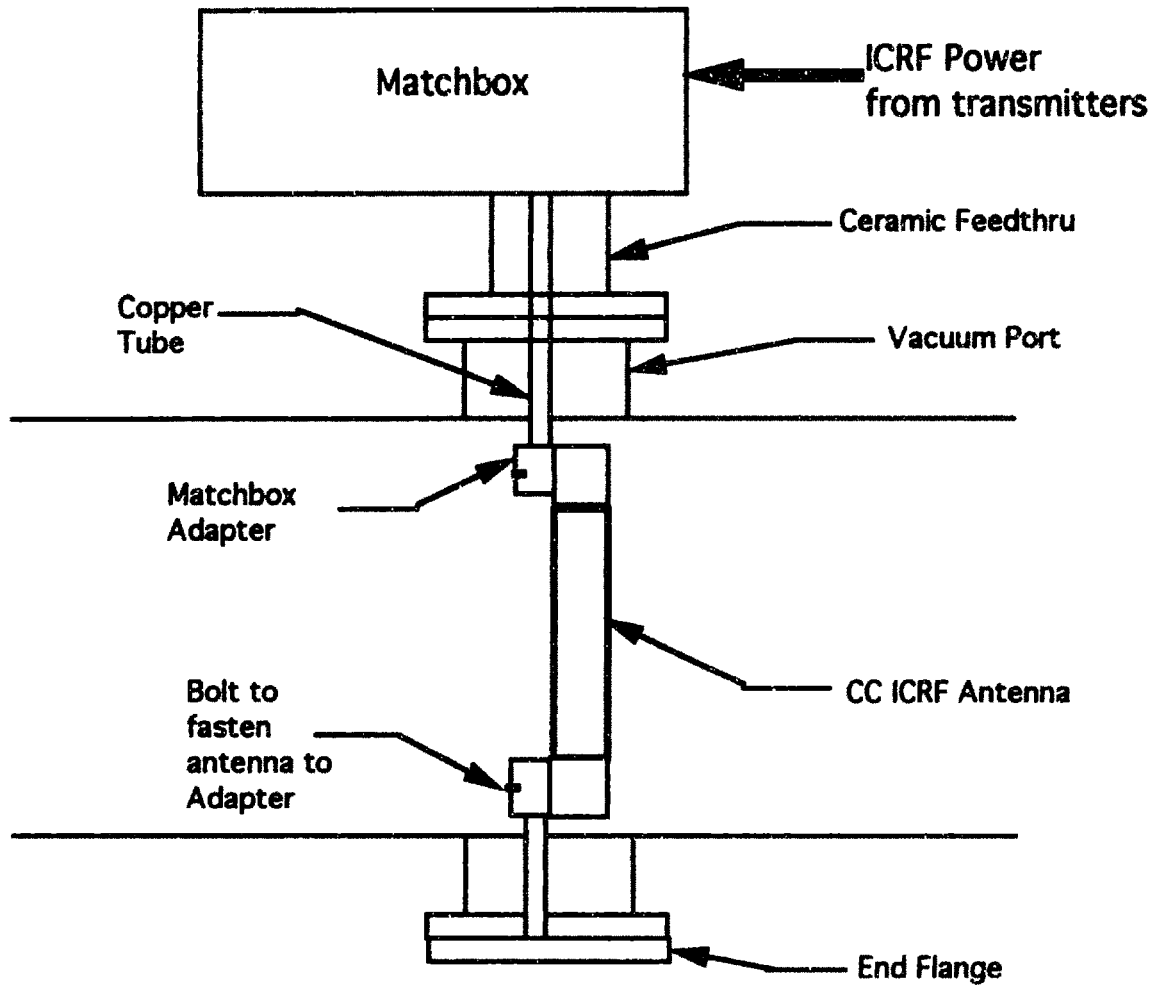 Matchbox
ICRF Power
from transmitters
Ceramic Feedthru
Copper
Tube
Vacuum Port
Matchbox
Adapter
Bolt to
fasten
antenna to
Adapter
CC ICRF Antenna
End Flange